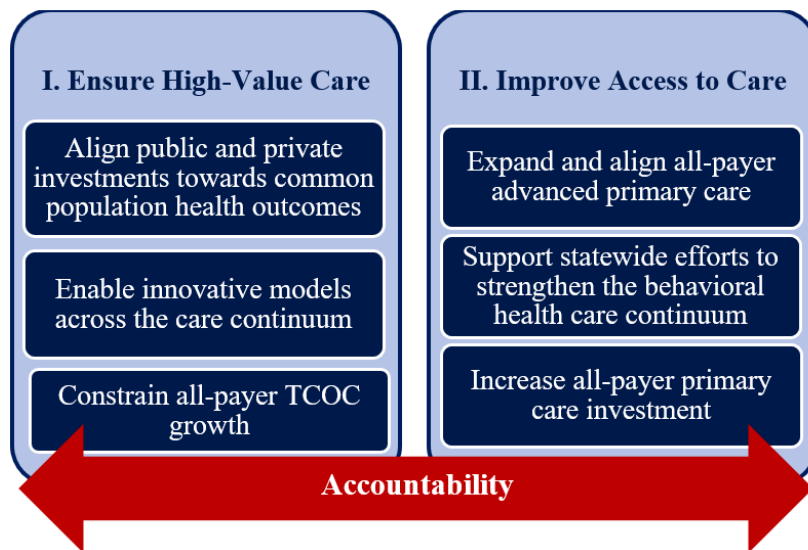 I. Ensure High-Value Care
Align public and private
investments towards common
population health outcomes
Enable innovative models
across the care continuum
Constrain all-payer TCOC
growth
II. Improve Access to Care
Expand and align all-payer
advanced primary care
Support statewide efforts to
strengthen the behavioral
health care continuum
Increase all-payer primary
care investment
Accountability